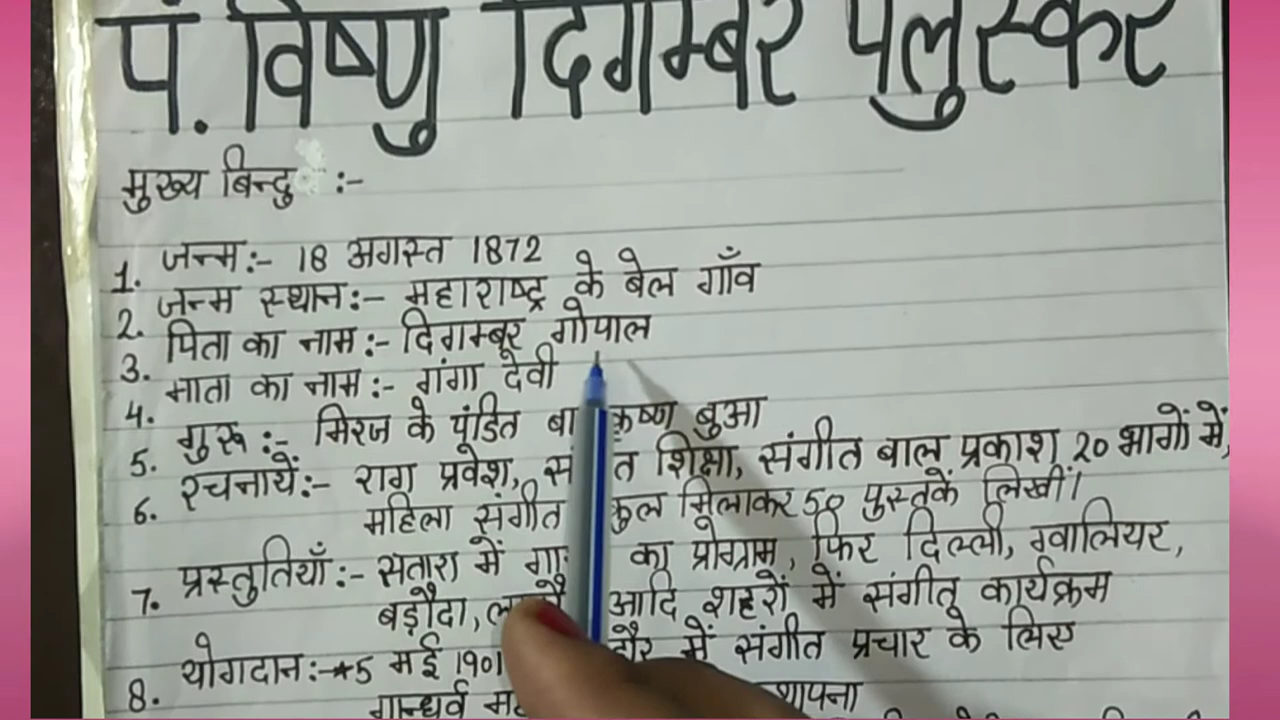 पं. विष्णु दिगम्बर पलुस्कर
मुख्य बिन्दु :-
1. जन्म:- 18 अगस्त 1872
2. जन्म स्थान:- महाराष्ट्र के बेल गाँव
3. पिता का नाम:- दिगम्बर गोपाल
4. माता का नाम:- गंगा देवी
5. गुरू:- मिरज के पंडित बा कृष्ण बुआ
6. रचनायें:- राग प्रवेश, शिक्षा, संगीत बाल प्रकाश 20 भागों में,
महिला संगीत कुल मिलाकर 50 पुस्तकें लिखीं।
7. प्रस्तुतियाँ:- सतारा में का प्रोग्राम, फिर दिल्ली, ग्वालियर,
बड़ौदा, आदि शहरों में संगीत कार्यक्रम
8. योगदान:-*5 मई 1901 में संगीत प्रचार के लिए
गान्धर्व